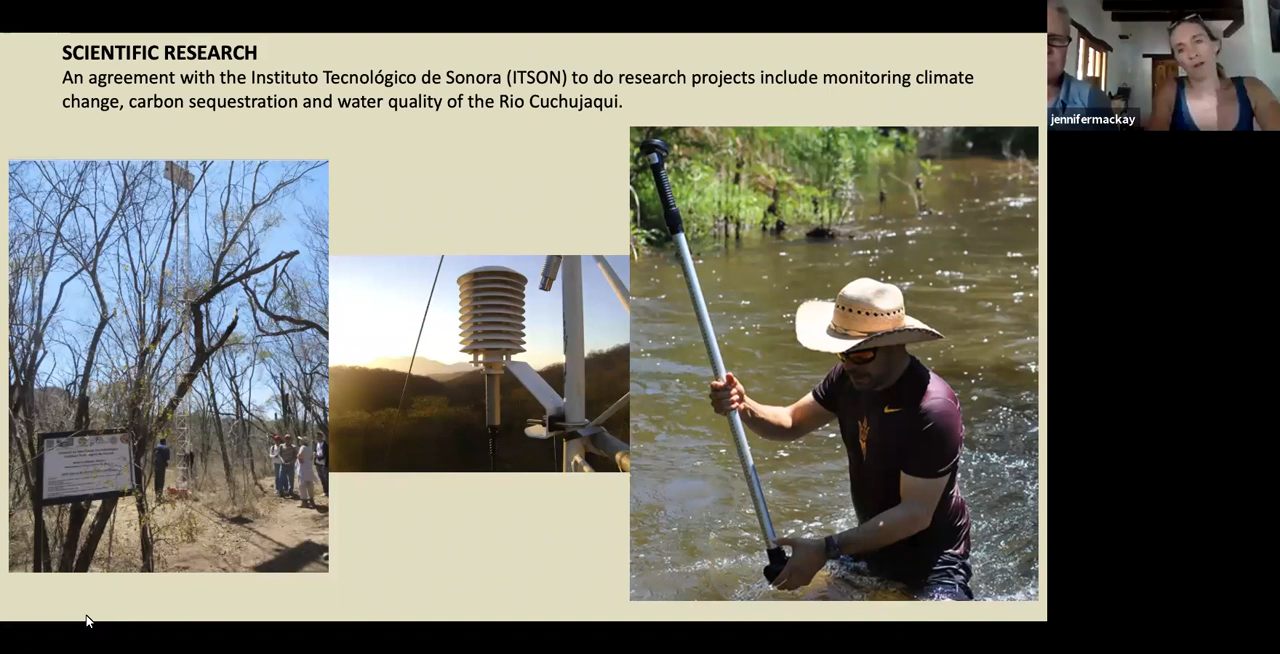 SCIENTIFIC RESEARCH
An agreement with the Instituto Tecnológico de Sonora (ITSON) to do research projects include monitoring climate
change, carbon sequestration and water quality of the Rio Cuchujaqui.
jennifermackay